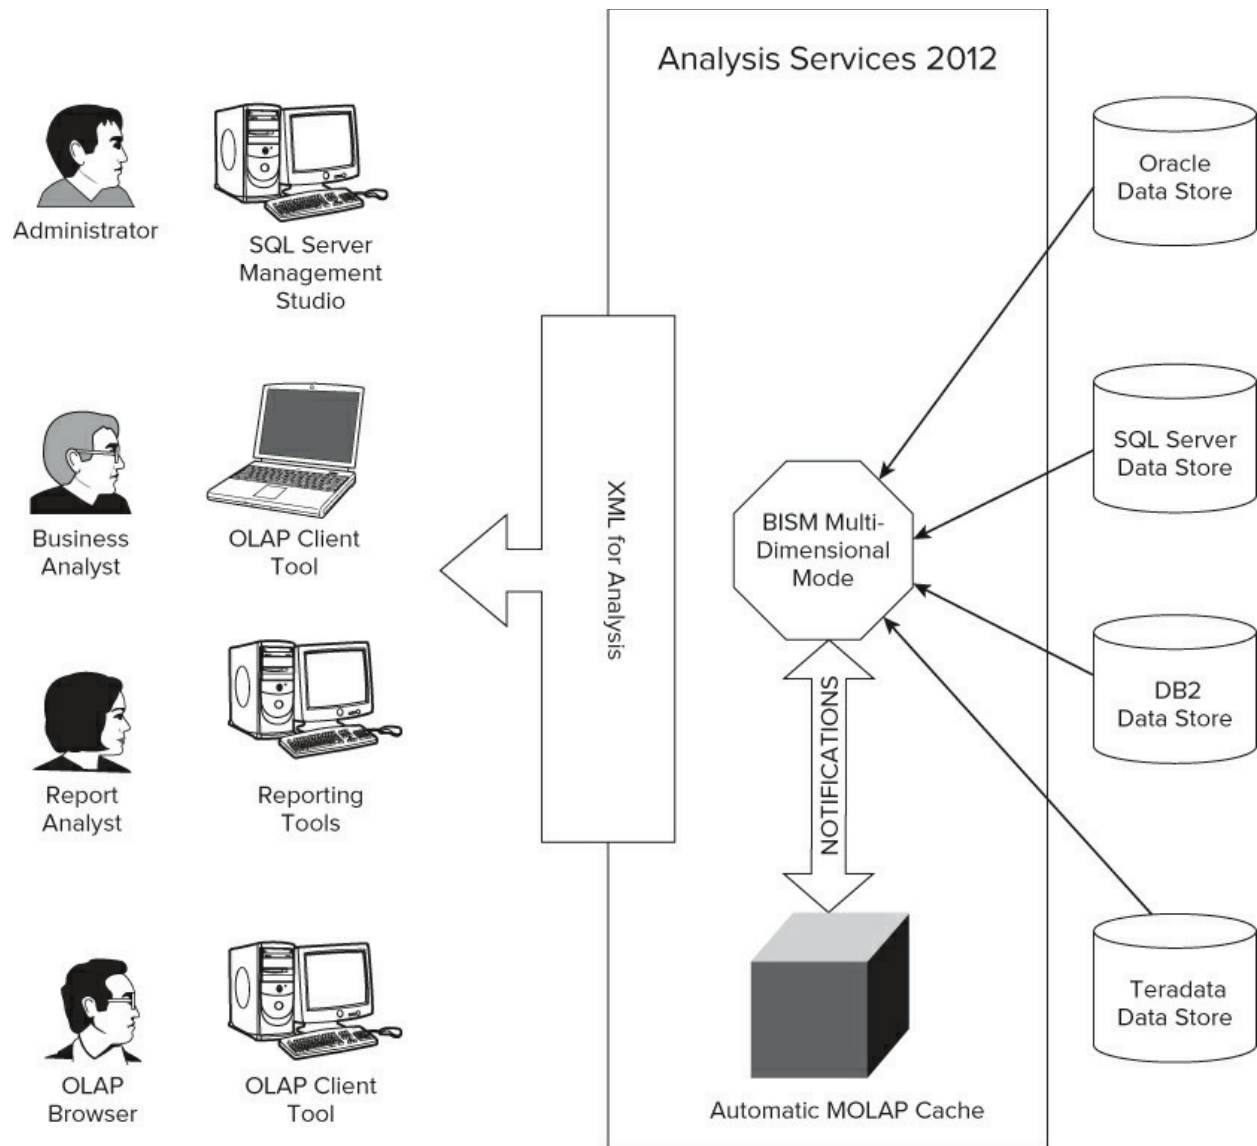 Analysis Services 2012
Administrator
SQL Server
Management
Studio
Business
Analyst
OLAP Client
Tool
Report
Analyst
Reporting
Tools
OLAP
Browser
OLAP Client
Tool
XML for Analysis
BISM Multi-
Dimensional
Mode
NOTIFICATIONS
Automatic MOLAP Cache
Oracle
Data Store
SQL Server
Data Store
DB2
Data Store
Teradata
Data Store